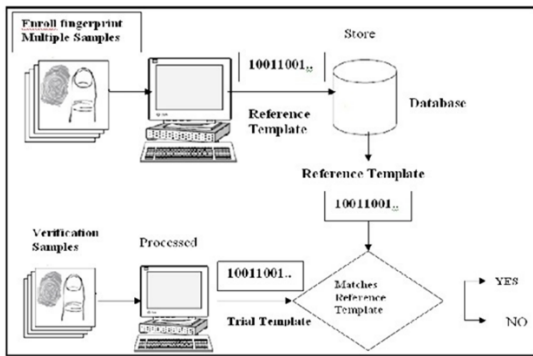 Enroll fingerprint
Multiple Samples
Store
10011001..
Reference
Template
Database
Reference Template
10011001..
Verification
Samples
Processed
10011001..
Trial Template
Matches
Reference
Template
YES
NO